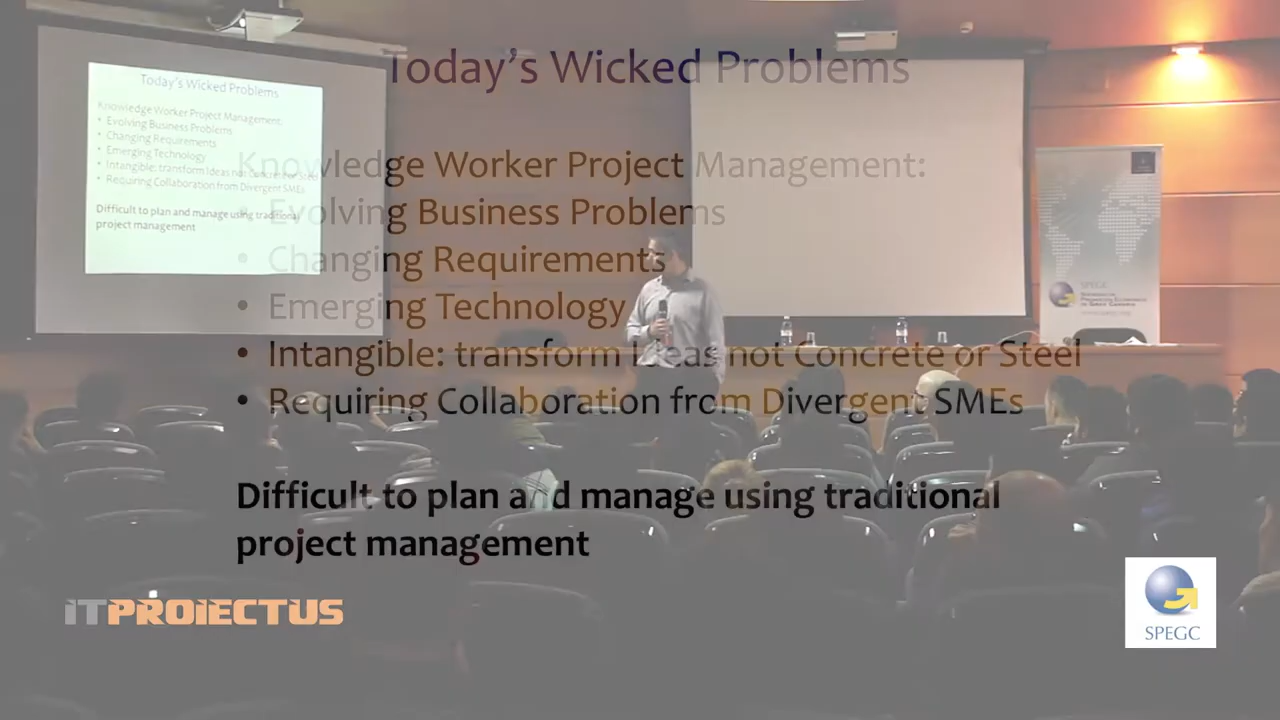 Today's Wicked Problems
Knowledge Worker Project Management:
• Evolving Business Problems
• Changing Requirements
• Emerging Technology
• Intangible: transform Ideas not Concrete or Steel
• Requiring Collaboration from Divergent SMEs
Difficult to plan and manage using traditional
project management
Today's Wicked Problems
Knowledge Worker Project Management:
• Evolving Business Problems
• Changing Requirements
• Emerging Technology
• Intangible: transform Ideas not Concrete or Steel
• Requiring Collaboration from Divergent SMEs
Difficult to plan and manage using traditional
project management
SPEGC
iTPROIECTUS
SPEGC